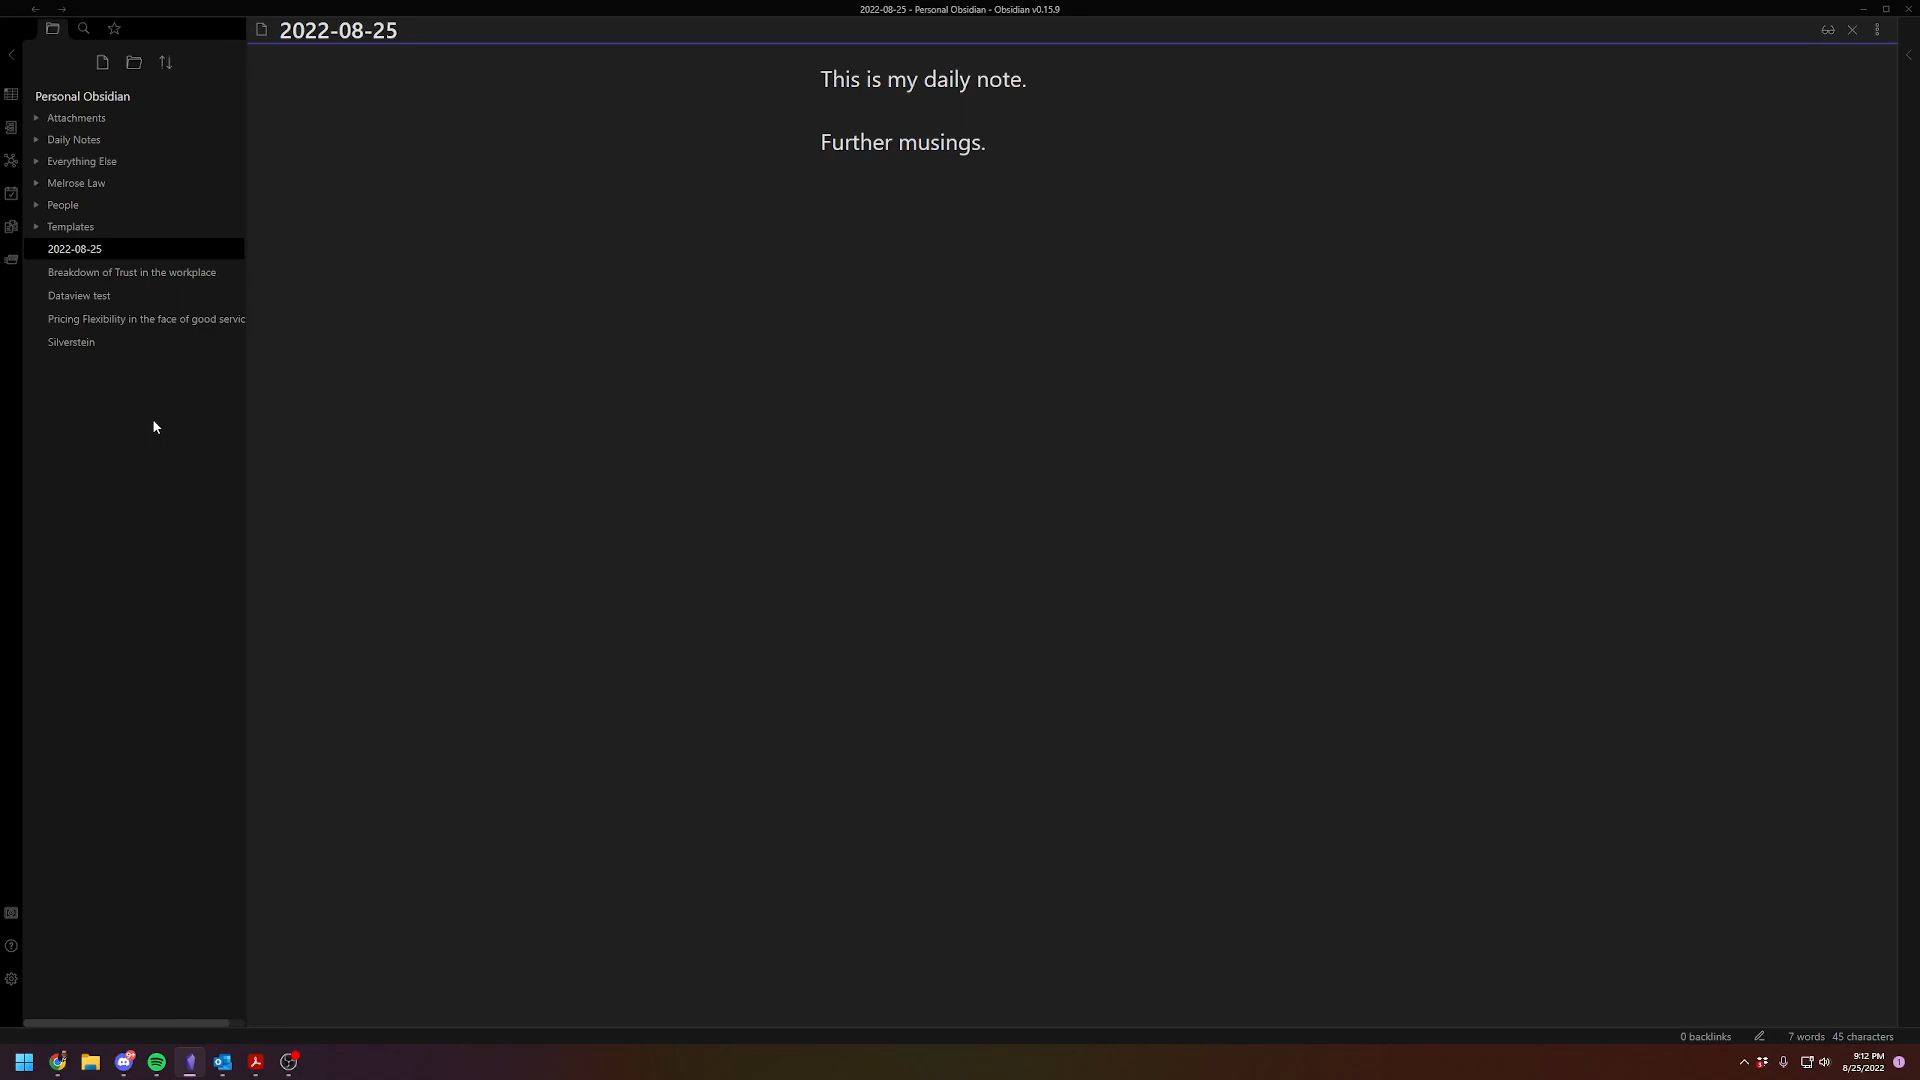 2022-08-25 - Personal Obsidian - Obsidian v0.15.9
2022-08-25
This is my daily note.
Further musings.
Personal Obsidian
Attachments
Daily Notes
Everything Else
Melrose Law
People
Templates
2022-08-25
Breakdown of Trust in the workplace
Dataview test
Pricing Flexibility in the face of good servic
Silverstein
0 backlinks
7 words
45 characters
9+
9:12 PM
8/25/2022
1